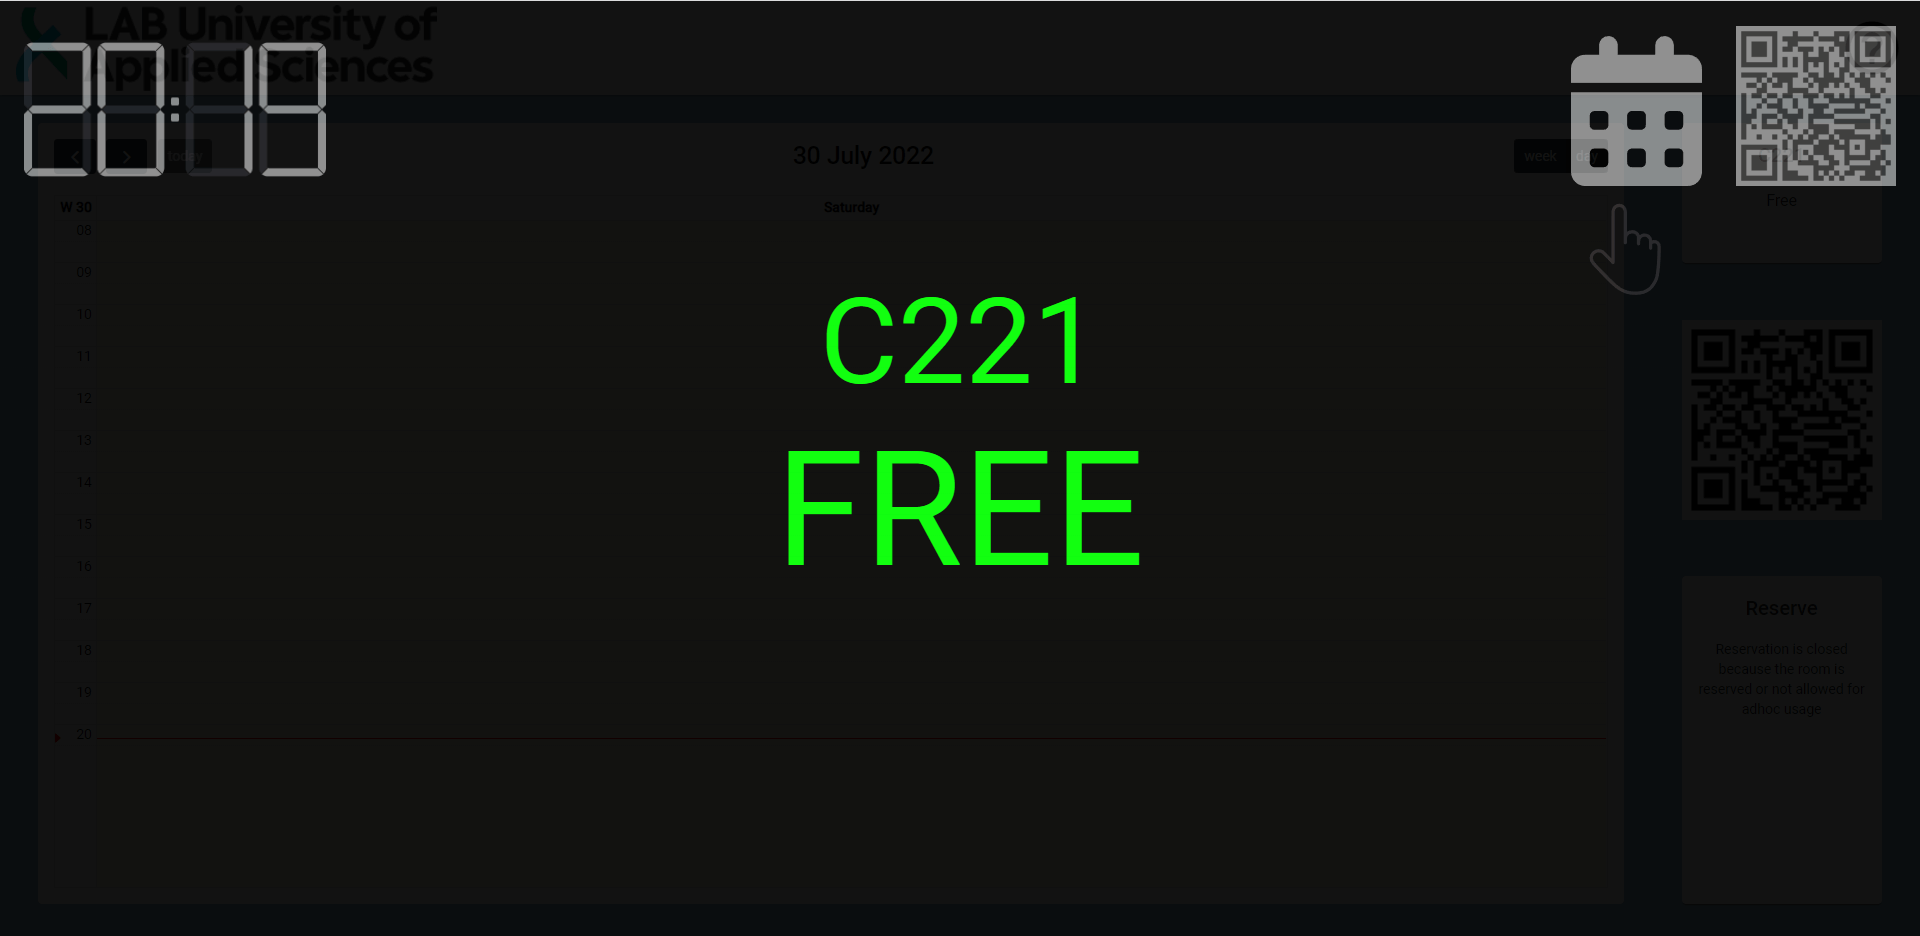 LAB University of
Applied Sciences
20:19
today
30 July 2022
week
day
W 30
Saturday
08
09
10
11
12
13
14
15
16
17
18
19
20
C221
FREE
Free
Reserve
Reservation is closed
because the room is
reserved or not allowed for
adhoc usage